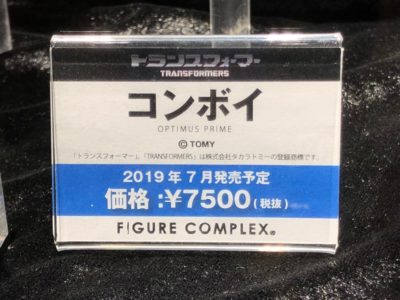 トランスフォーマー
TRANSFORMERS
コンボイ
OPTIMUS PRIME
© TOMY
「トランスフォーマー」、「TRANSFORMERS」は株式会社タカラトミーの登録商標です。
2019年7月発売予定
価格:¥7500(税抜)
FIGURE COMPLEX®